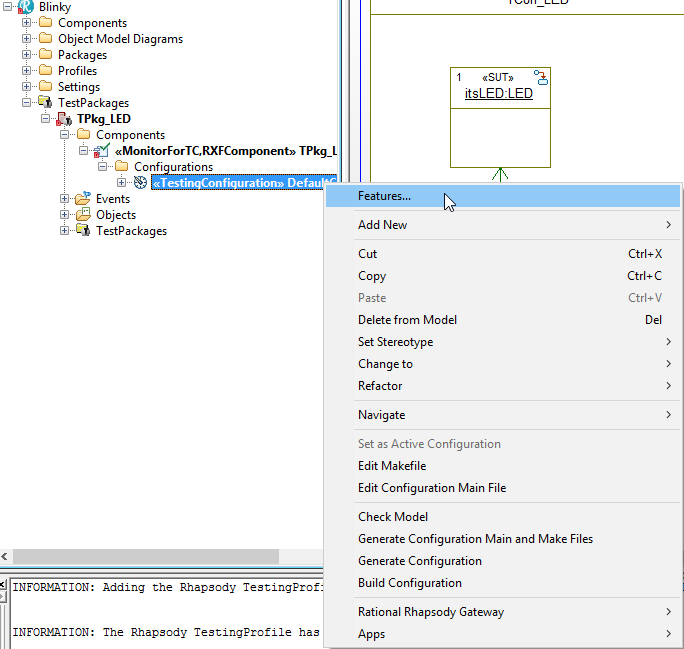 Blinky
Components
Object Model Diagrams
Packages
Profiles
Settings
TestPackages
TPkg_LED
Components
«MonitorForTC,RXFComponent» TPkg_L
Configurations
«TestingConfiguration» Default
Events
Objects
TestPackages
1 «SUT»
itsLED:LED
Features...
Add New
Cut Ctrl+X
Copy Ctrl+C
Paste Ctrl+V
Delete from Model Del
Set Stereotype
Change to
Refactor
Navigate
Set as Active Configuration
Edit Makefile
Edit Configuration Main File
Check Model
Generate Configuration Main and Make Files
Generate Configuration
Build Configuration
Rational Rhapsody Gateway
Apps
INFORMATION: Adding the Rhapsody TestingProfi
INFORMATION: The Rhapsody TestingProfile has